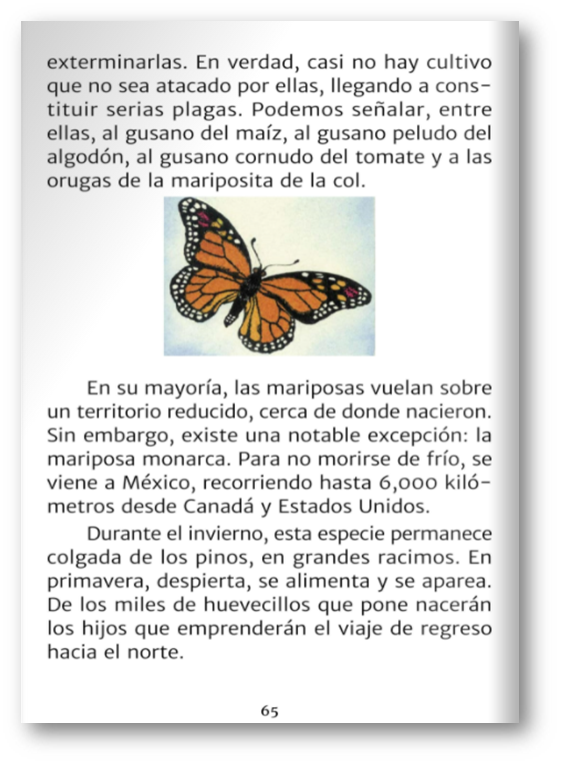 exterminarlas. En verdad, casi no hay cultivo
que no sea atacado por ellas, llegando a cons-
tituir serias plagas. Podemos señalar, entre
ellas, al gusano del maíz, al gusano peludo del
algodón, al gusano cornudo del tomate y a las
orugas de la mariposita de la col.
En su mayoría, las mariposas vuelan sobre
un territorio reducido, cerca de donde nacieron.
Sin embargo, existe una notable excepción: la
mariposa monarca. Para no morirse de frío, se
viene a México, recorriendo hasta 6,000 kiló-
metros desde Canadá y Estados Unidos.
Durante el invierno, esta especie permanece
colgada de los pinos, en grandes racimos. En
primavera, despierta, se alimenta y se aparea.
De los miles de huevecillos que pone nacerán
los hijos que emprenderán el viaje de regreso
hacia el norte.
65